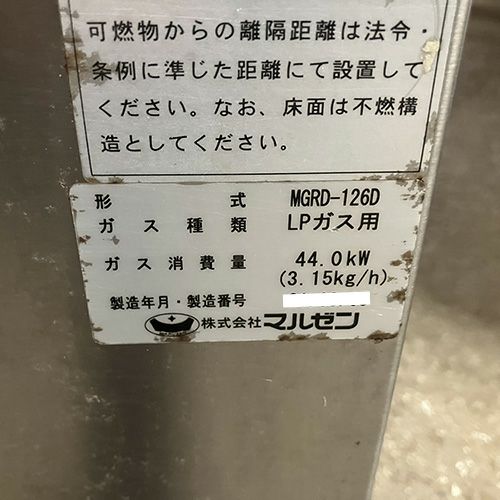 可燃物からの離隔距離は法令・
条例に準じた距離にて設置して
ください。なお、床面は不燃構
造としてください。
形式 MGRD-126D
ガス種類 LPガス用
ガス消費量 44.0kW
(3.15kg/h)
製造年月・製造番号
株式会社マルゼン